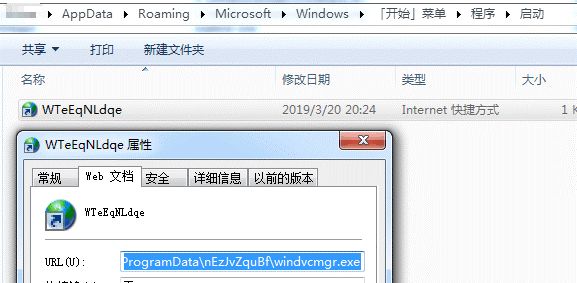 AppData ▸ Roaming ▸ Microsoft ▸ Windows ▸ 「开始」菜单 ▸ 程序 ▸ 启动
共享 打印 新建文件夹
名称 修改日期 类型 大小
WTeEqNLdqe 2019/3/20 20:24 Internet 快捷方式 1
WTeEqNLdqe 属性
常规 Web 文档 安全 详细信息 以前的版本
WTeEqNLdqe
URL(U): ProgramData\nEzJvZquBf\windvcmgr.exe